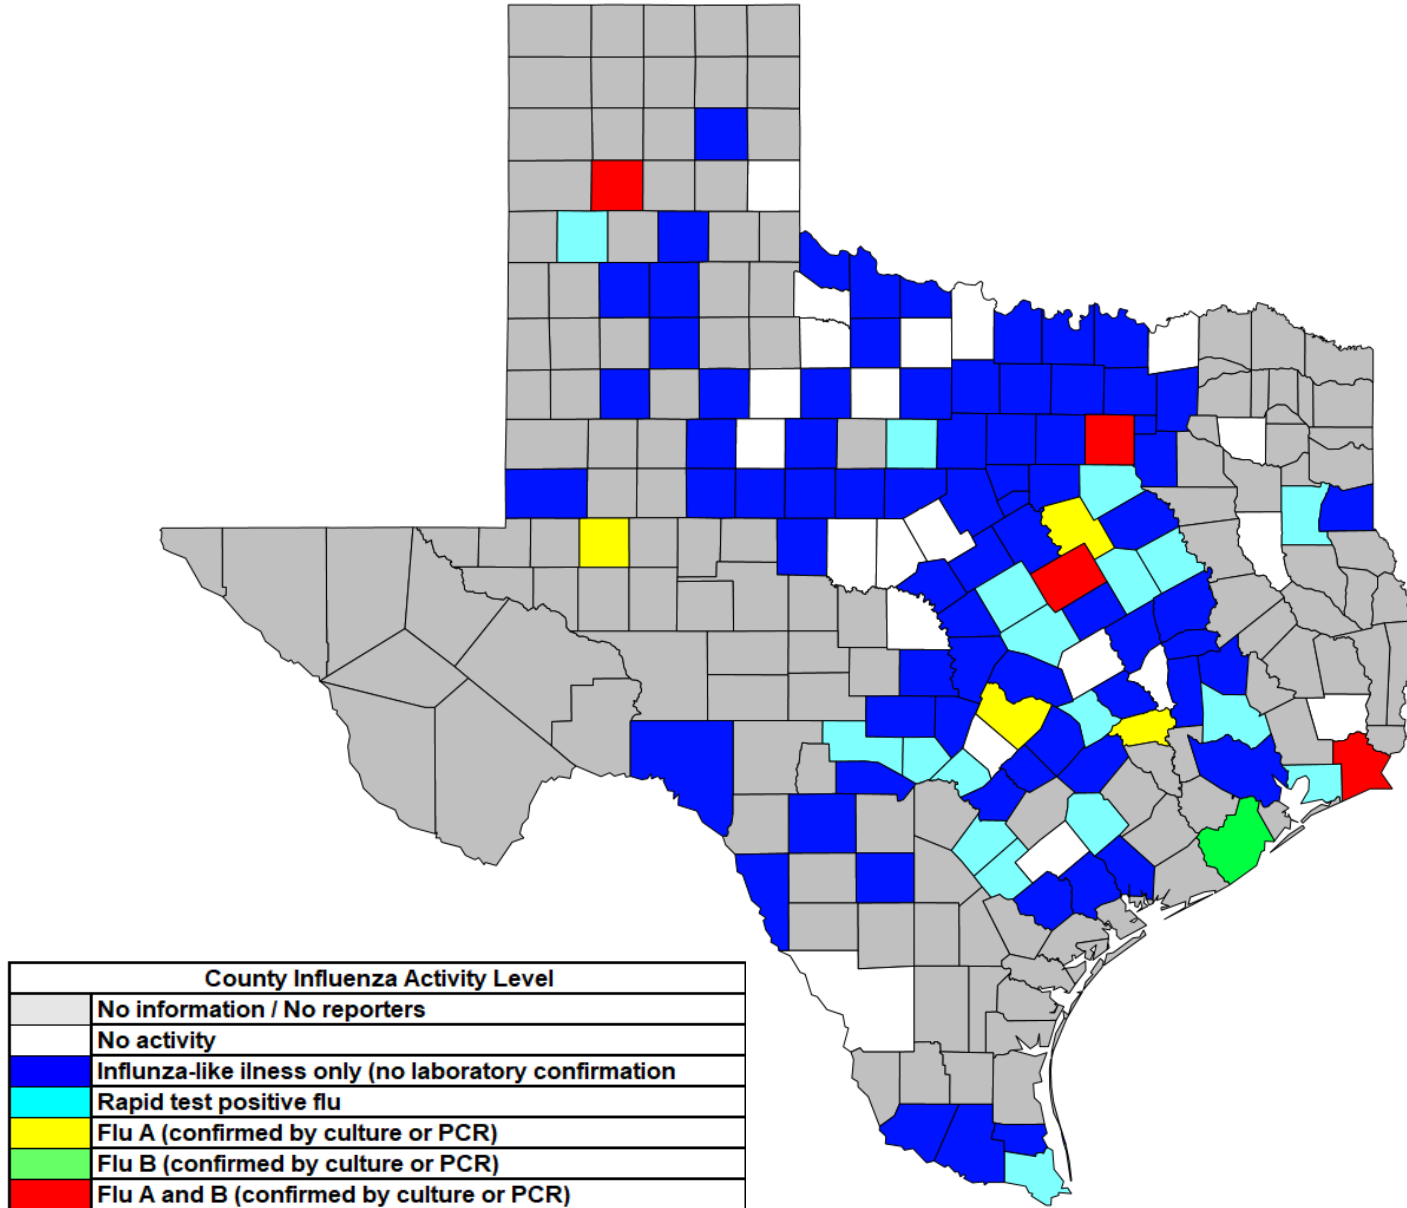 County Influenza Activity Level
No information / No reporters
No activity
Influnza-like ilness only (no laboratory confirmation
Rapid test positive flu
Flu A (confirmed by culture or PCR)
Flu B (confirmed by culture or PCR)
Flu A and B (confirmed by culture or PCR)